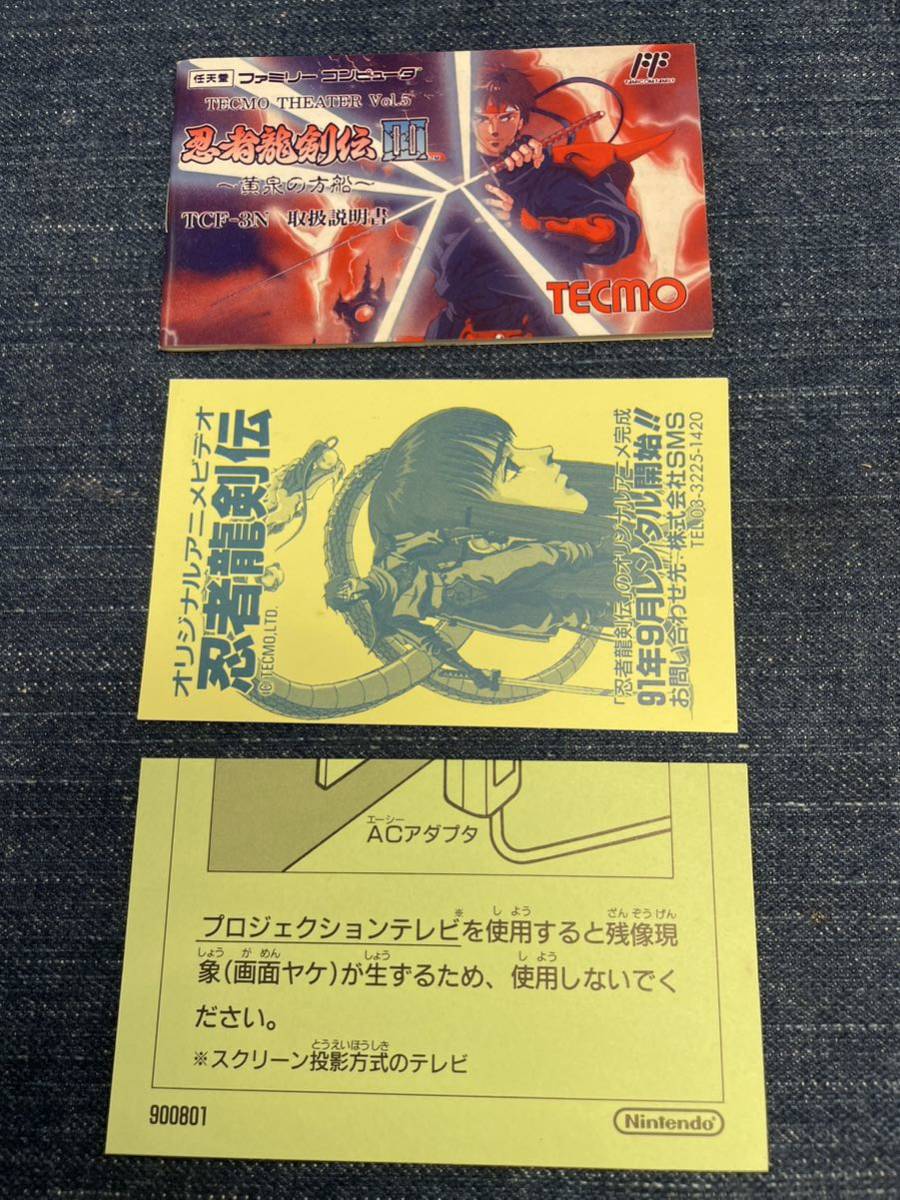 任天堂 ファミリー コンピュータ
TECMO THEATER Vol.5
忍者龍剣伝 III TM
〜黄泉の方船〜
TCF-3N 取扱説明書
TECMO
オリジナルアニメビデオ
忍者龍剣伝
(C) TECMO,LTD.
「忍者龍剣伝」のオリジナルアニメ完成
91年9月レンタル開始!!
お問い合わせ先…株式会社SMS
TEL.03-3225-1420
エーシー
ACアダプタ
プロジェクションテレビ※を使用すると残像現
象(画面ヤケ)が生ずるため、使用しないでく
ださい。
※スクリーン投影方式のテレビ
900801
Nintendo